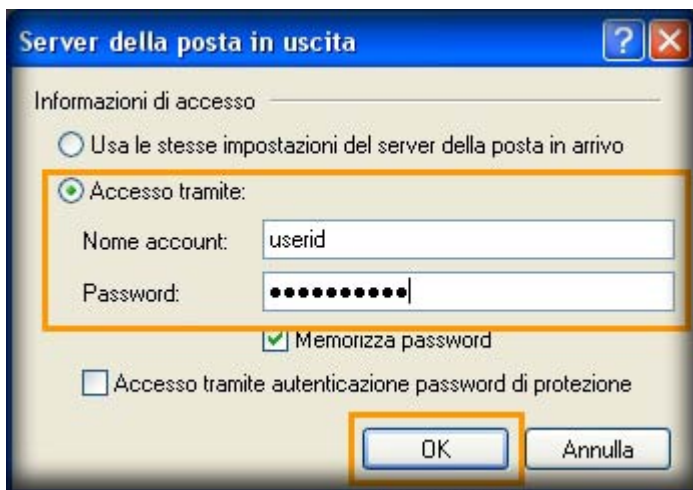 Server della posta in uscita
Informazioni di accesso
Usa le stesse impostazioni del server della posta in arrivo
Accesso tramite:
Nome account: userid
Password: ●●●●●●●●●●
Memorizza password
Accesso tramite autenticazione password di protezione
OK Annulla